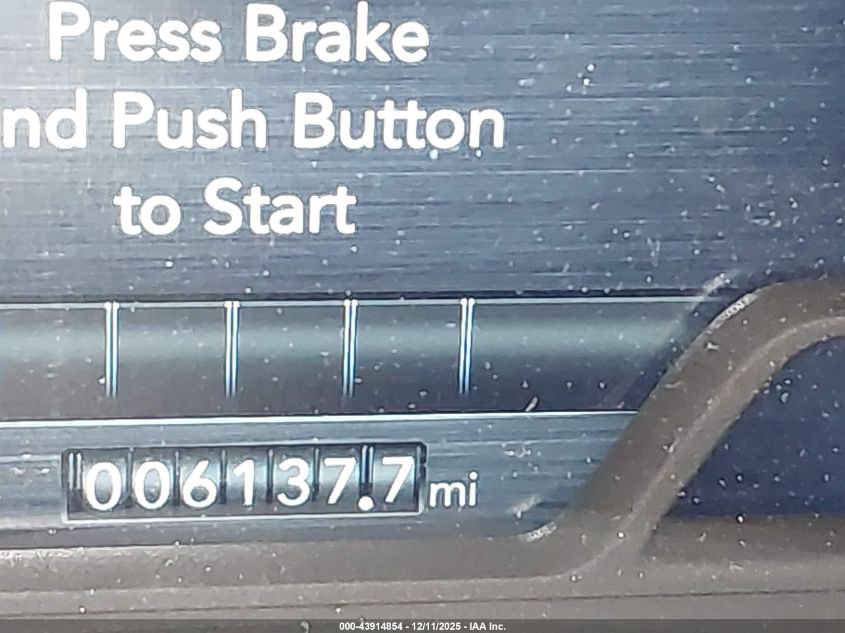 Press Brake
nd Push Button
to Start
006137.7 mi
000-43914854 - 12/11/2025 - IAA Inc.